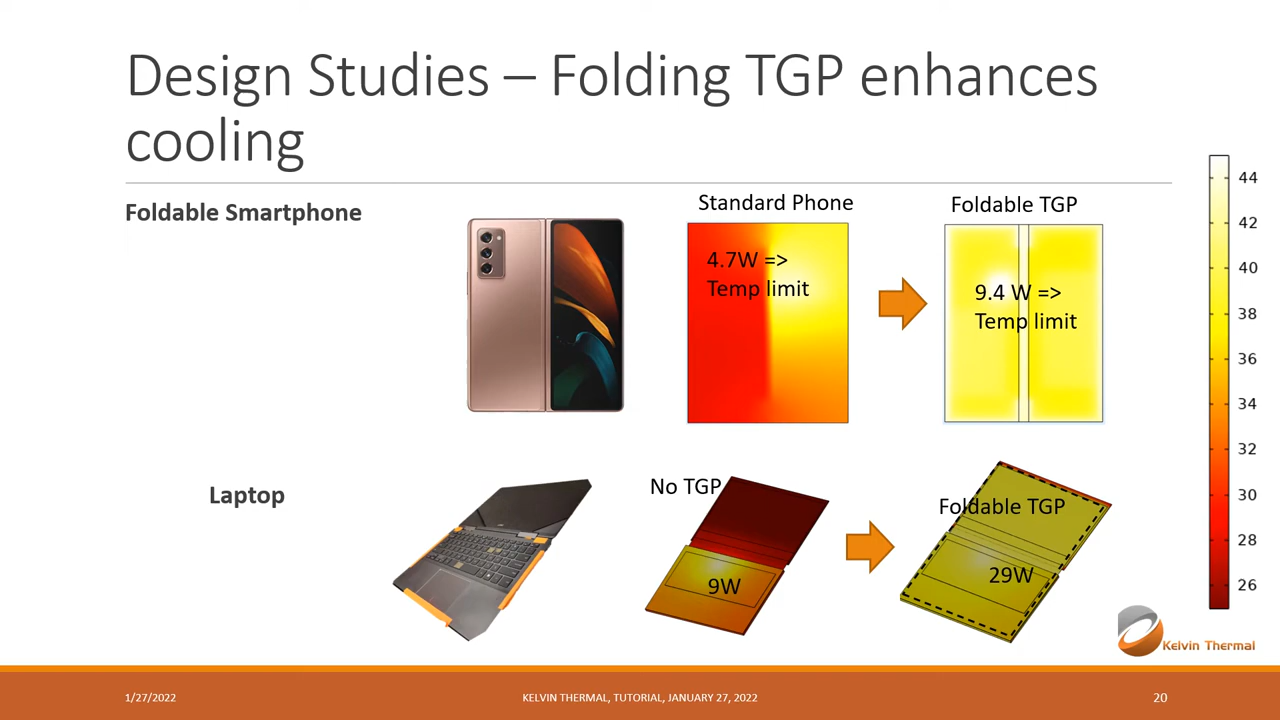 Design Studies – Folding TGP enhances
cooling
Foldable Smartphone
Standard Phone
4.7W =>
Temp limit
Foldable TGP
9.4 W =>
Temp limit
44
42
40
38
36
34
32
30
28
26
Laptop
No TGP
9W
Foldable TGP
29W
Kelvin Thermal
1/27/2022
KELVIN THERMAL, TUTORIAL, JANUARY 27, 2022
20